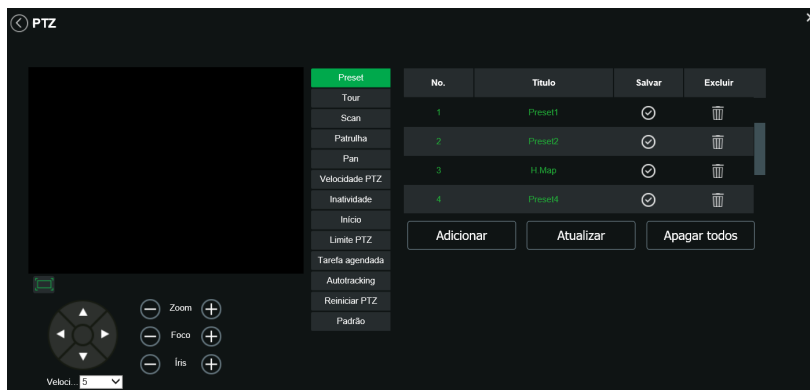 PTZ
Preset
Tour
Scan
Patrulha
Pan
Velocidade PTZ
Inatividade
Início
Limite PTZ
Tarefa agendada
Autotracking
Reiniciar PTZ
Padrão
No. Titulo Salvar Excluir
1 Preset1
2 Preset2
3 H Map
4 Preset4
Adicionar Atualizar Apagar todos
Zoom
Foco
Íris
Veloci... 5